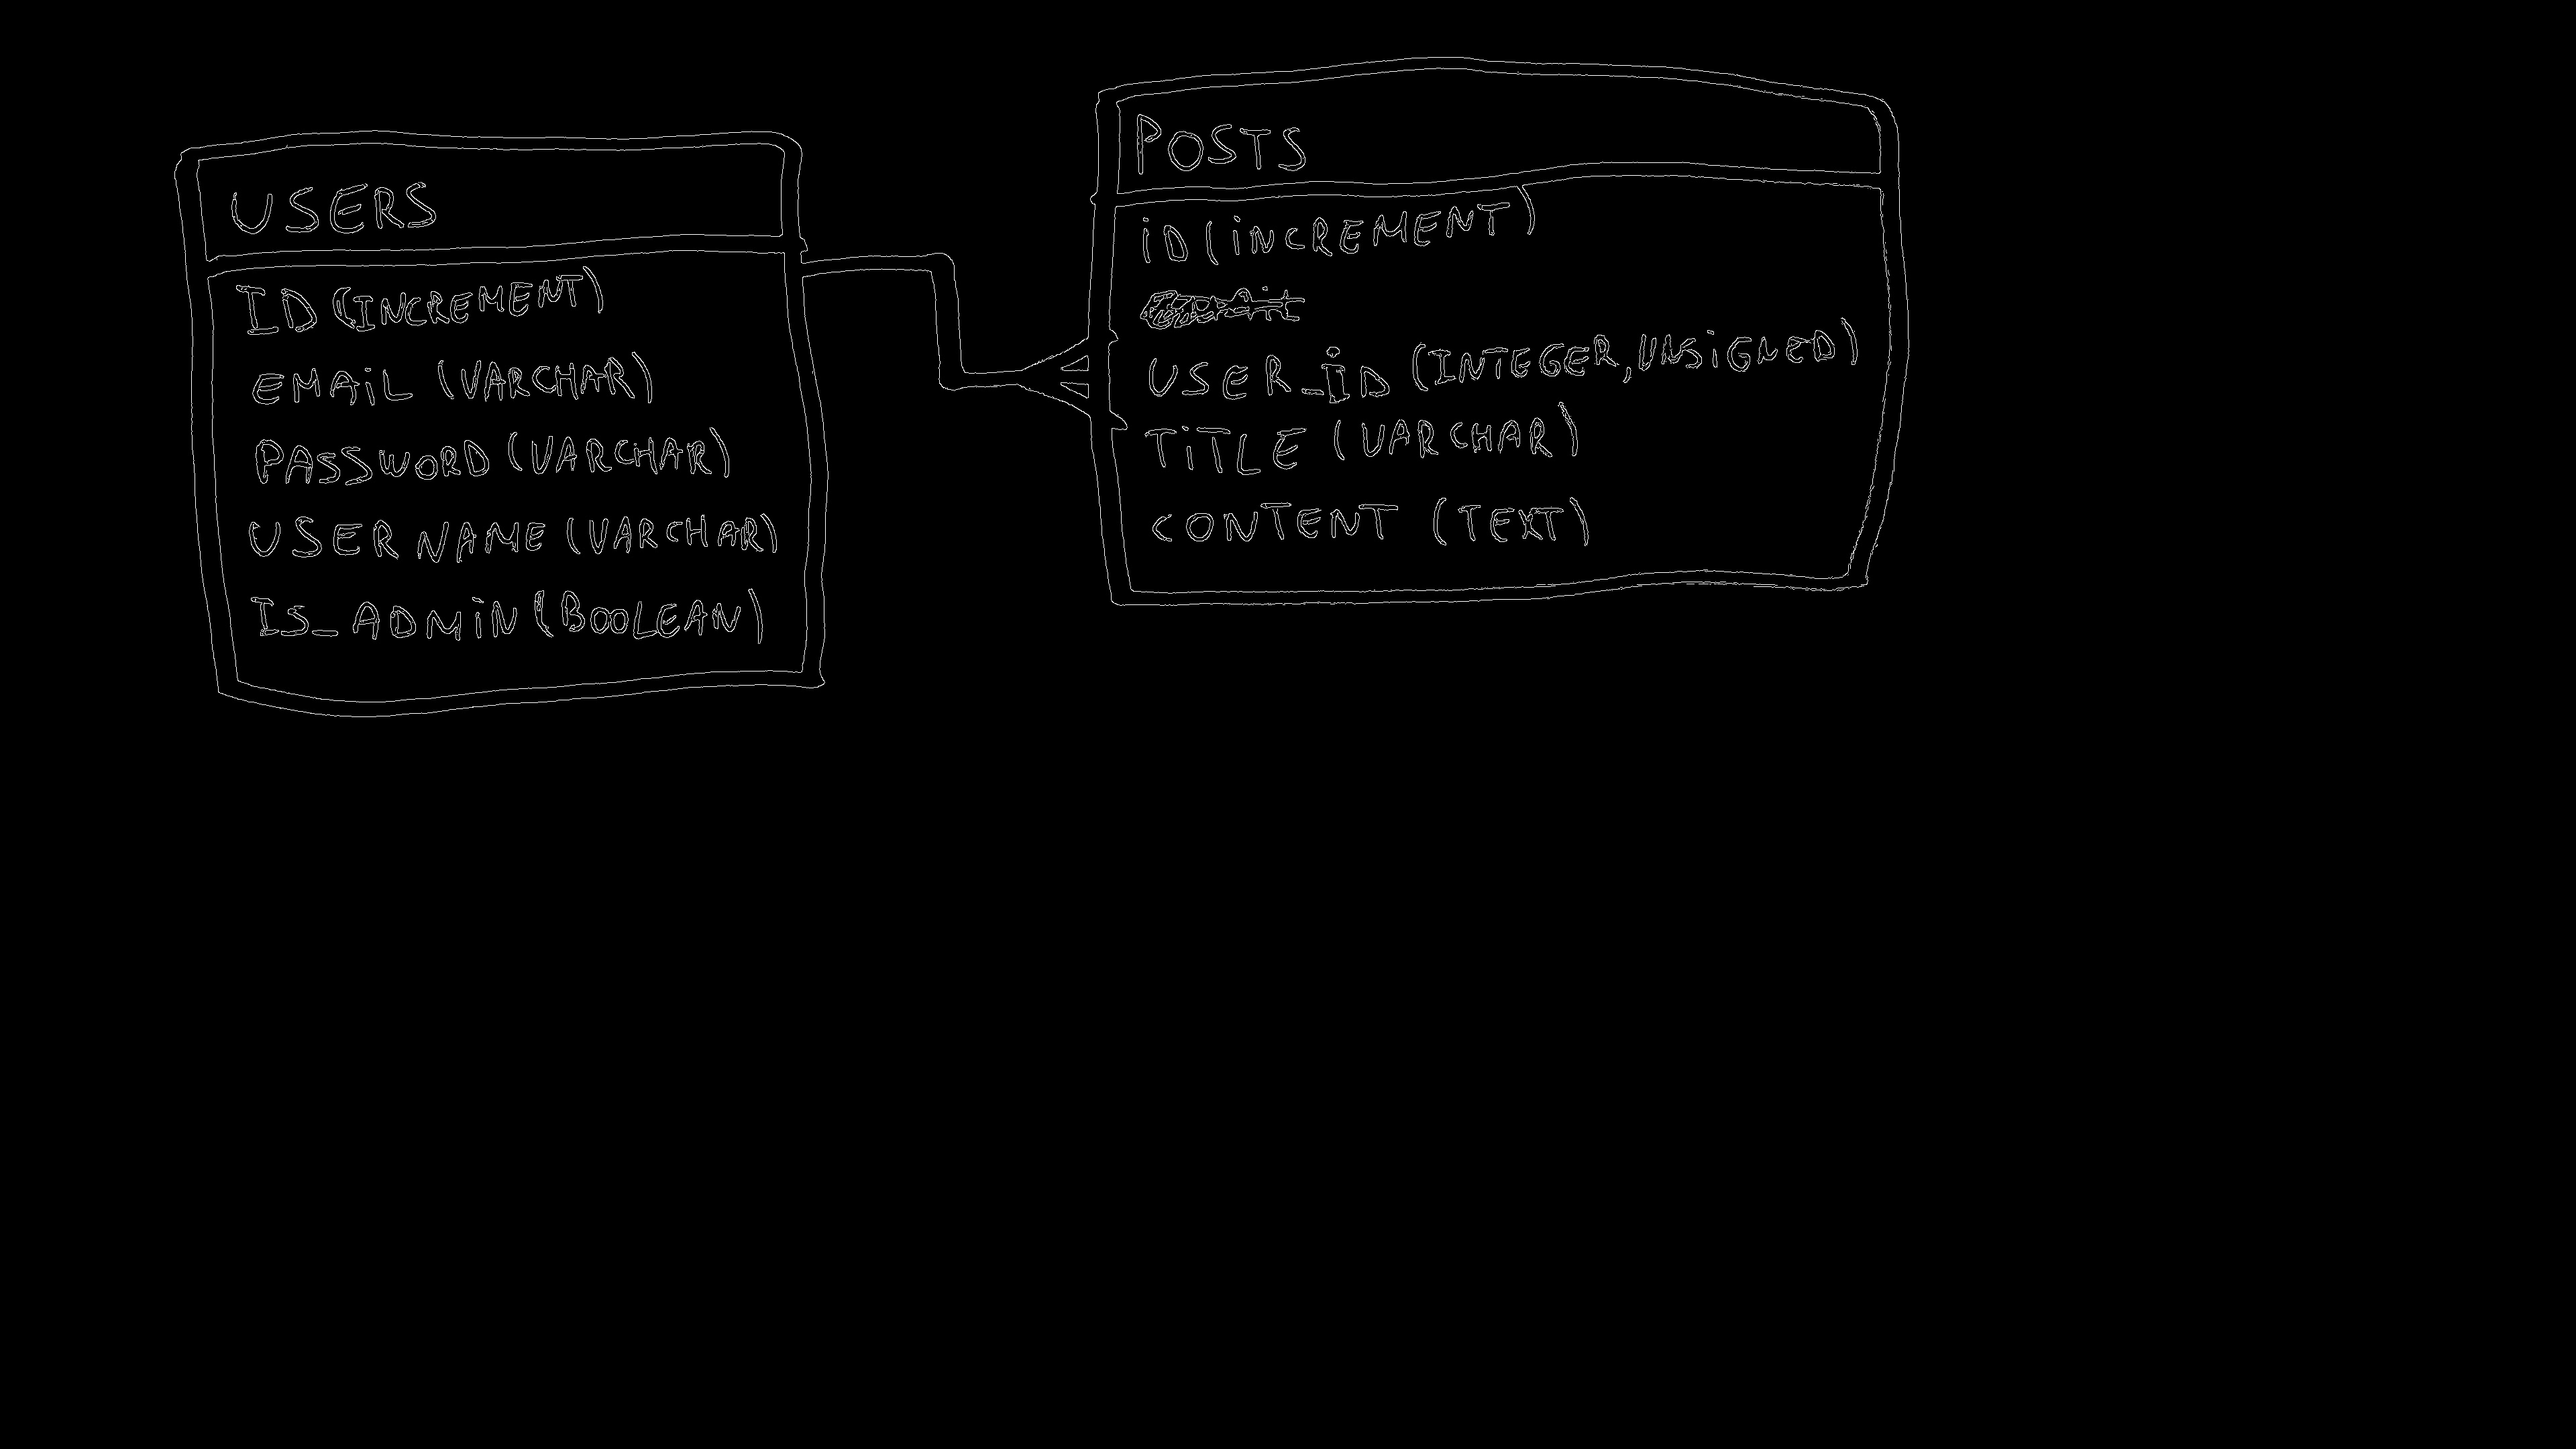 USERS
ID (INCREMENT)
EMAiL (VARCHAR)
PASSWORD (VARCHAR)
USER NAME (VARCHAR)
IS_ADMiN (BOOLEAN)
POSTS
iD (iNCREMENT)
USER_iD (INTEGER, UNSiGNED)
TiTLE (VARCHAR)
CONTENT (TEXT)